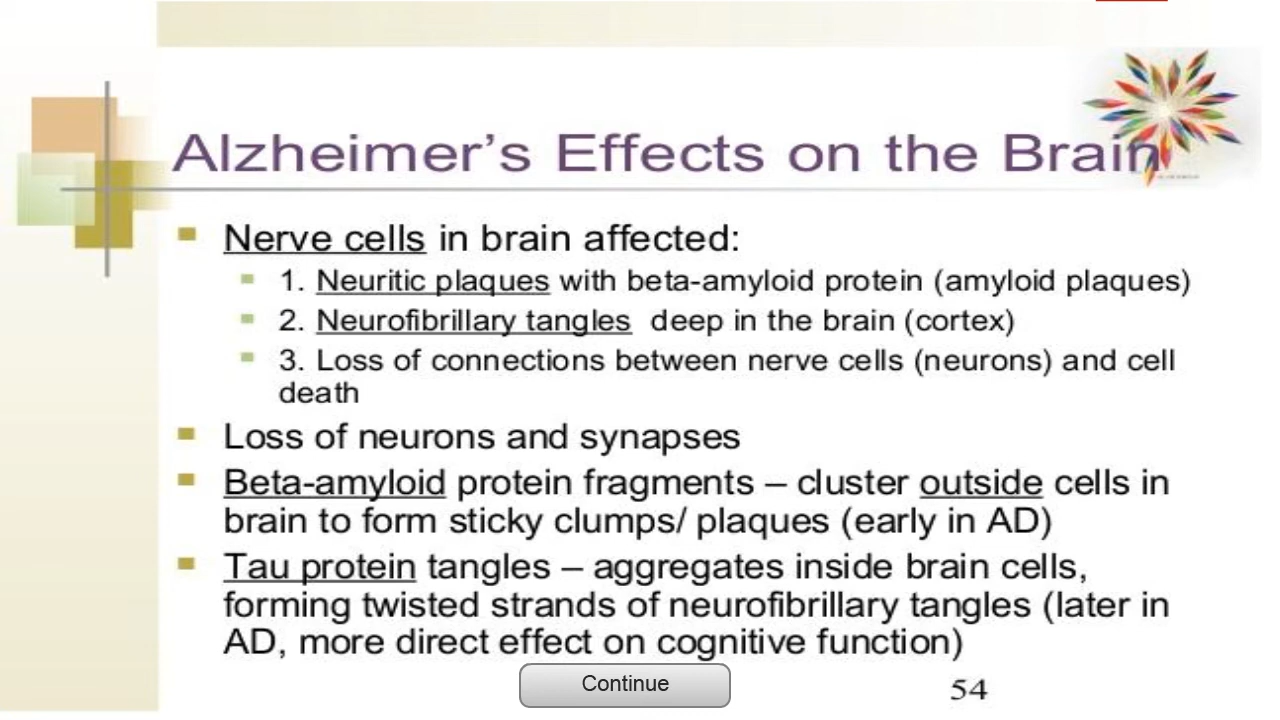 Alzheimer’s Effects on the Brain
Nerve cells in brain affected:
1. Neuritic plaques with beta-amyloid protein (amyloid plaques)
2. Neurofibrillary tangles deep in the brain (cortex)
3. Loss of connections between nerve cells (neurons) and cell
death
Loss of neurons and synapses
Beta-amyloid protein fragments – cluster outside cells in
brain to form sticky clumps/ plaques (early in AD)
Tau protein tangles – aggregates inside brain cells,
forming twisted strands of neurofibrillary tangles (later in
AD, more direct effect on cognitive function)
Continue
54